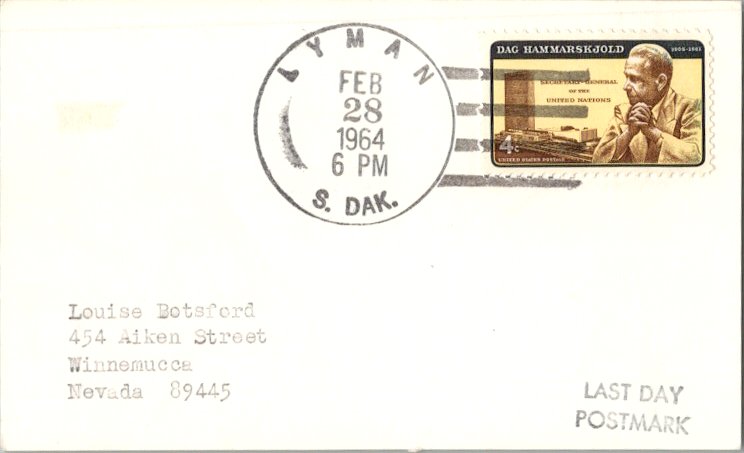 LYMAN
FEB
28
1964
6 PM
S. DAK.
DAG HAMMARSKJOLD 1905-1961
SECRETARY-GENERAL
OF THE
UNITED NATIONS
4¢
UNITED STATES POSTAGE
Louise Botsford
454 Aiken Street
Winnemucca
Nevada 89445
LAST DAY
POSTMARK